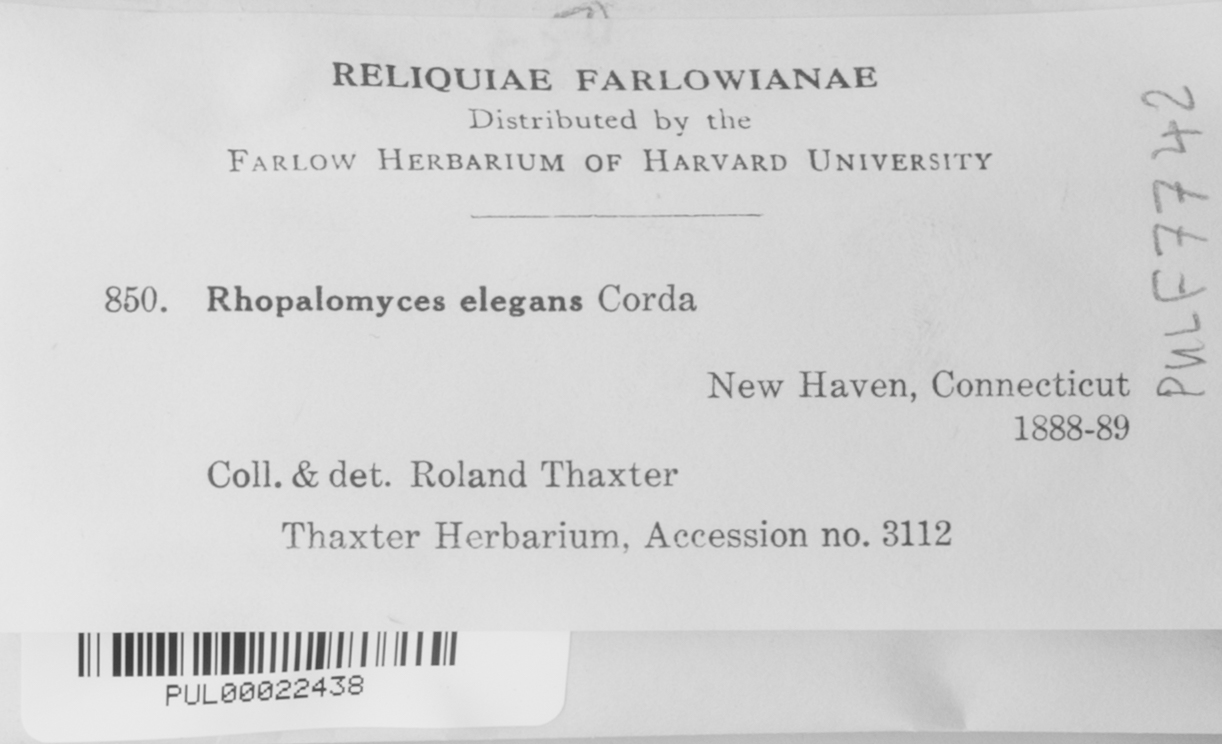 RELIQUIAE FARLOWIANAE
Distributed by the
FARLOW HERBARIUM OF HARVARD UNIVERSITY
850. Rhopalomyces elegans Corda
New Haven, Connecticut
1888-89
Coll. & det. Roland Thaxter
Thaxter Herbarium, Accession no. 3112
PUL00022438